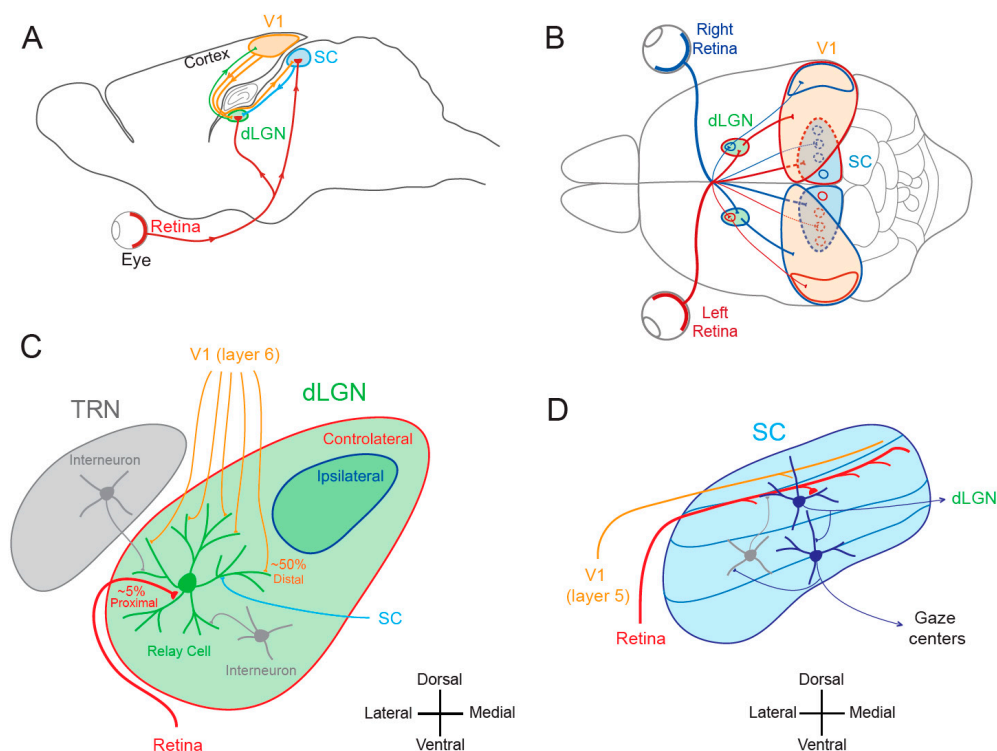 A
V1
Cortex
SC
dLGN
Retina
Eye
B
Right
Retina
V1
dLGN
SC
Left
Retina
C
V1 (layer 6)
TRN
dLGN
Interneuron
Controlateral
Ipsilateral
~5%
Proximal
~50%
Distal
SC
Relay Cell
Interneuron
Retina
Dorsal
Lateral
Medial
Ventral
D
SC
dLGN
V1
(layer 5)
Retina
Gaze
centers
Dorsal
Lateral
Medial
Ventral